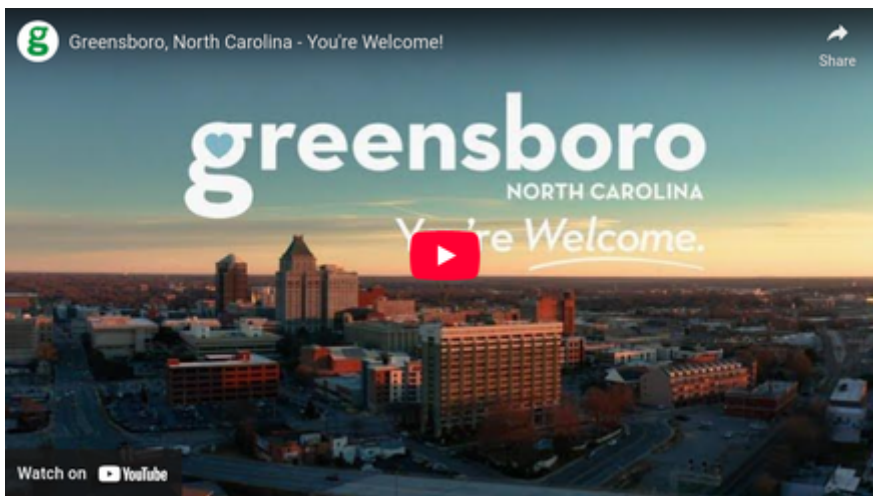 g
Greensboro, North Carolina - You're Welcome!
Share
greensboro
NORTH CAROLINA
You're Welcome.
Watch on YouTube